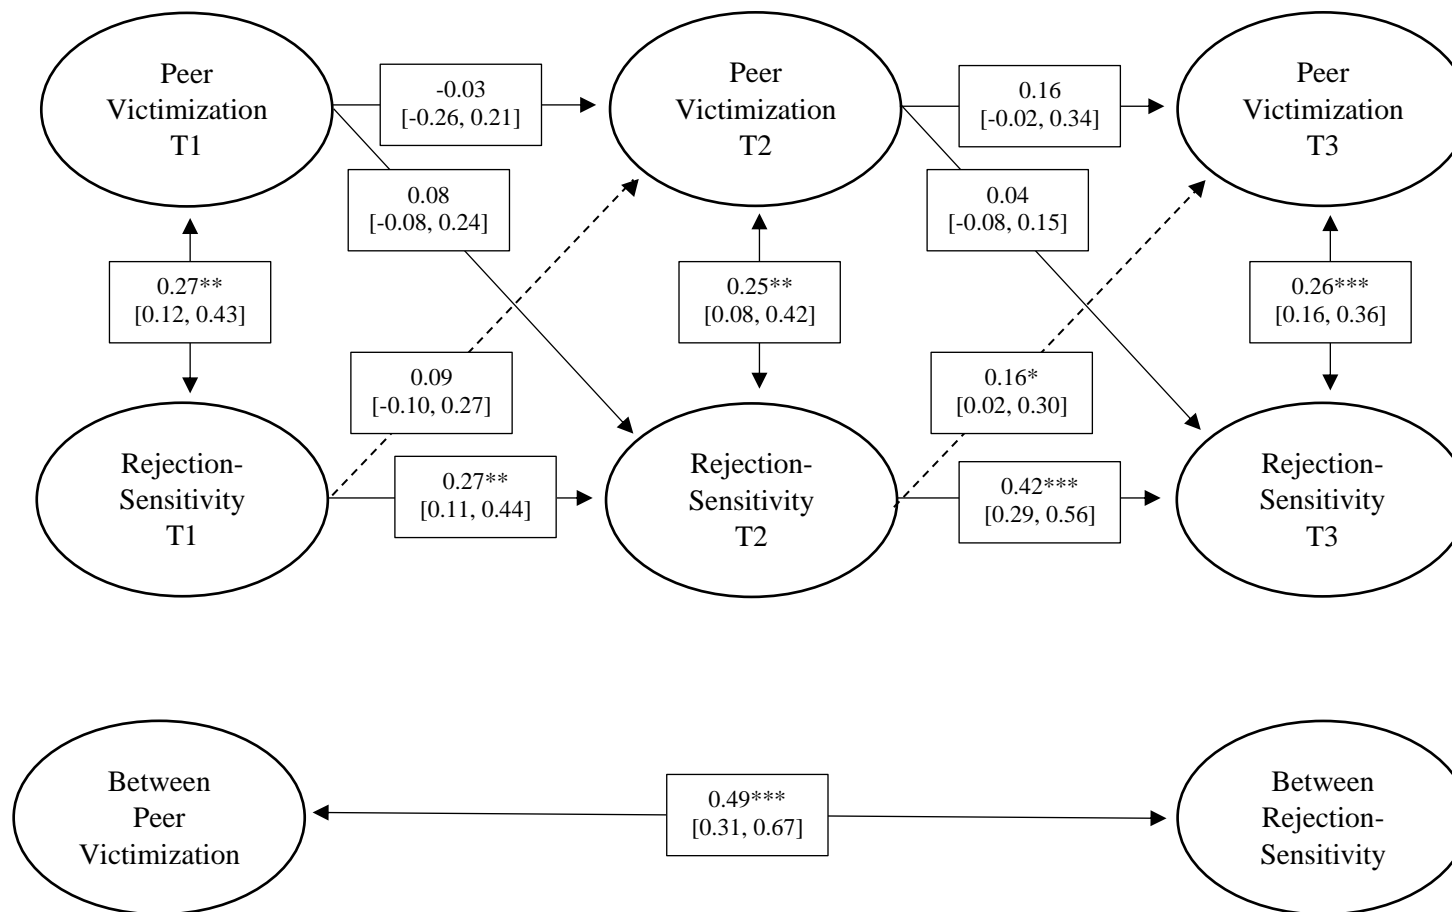 Peer
Victimization
T1
-0.03
[-0.26, 0.21]
Peer
Victimization
T2
0.16
[-0.02, 0.34]
Peer
Victimization
T3
0.08
[-0.08, 0.24]
0.04
[-0.08, 0.15]
0.27**
[0.12, 0.43]
0.25**
[0.08, 0.42]
0.26***
[0.16, 0.36]
0.09
[-0.10, 0.27]
0.16*
[0.02, 0.30]
Rejection-
Sensitivity
T1
0.27**
[0.11, 0.44]
Rejection-
Sensitivity
T2
0.42***
[0.29, 0.56]
Rejection-
Sensitivity
T3
Between
Peer
Victimization
0.49***
[0.31, 0.67]
Between
Rejection-
Sensitivity